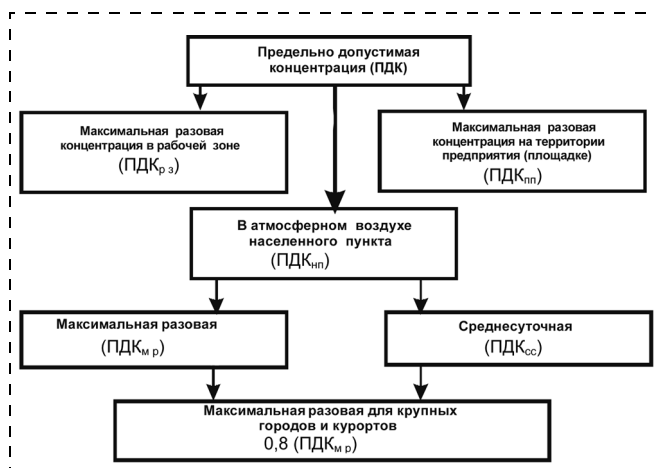 Предельно допустимая
концентрация (ПДК)
Максимальная разовая
концентрация в рабочей зоне
(ПДКр з)
Максимальная разовая
концентрация на территории
предприятия (площадке)
(ПДКпп)
В атмосферном воздухе
населенного пункта
(ПДКнп)
Максимальная разовая
(ПДКм р)
Среднесуточная
(ПДКсс)
Максимальная разовая для крупных
городов и курортов
0,8 (ПДКм р)